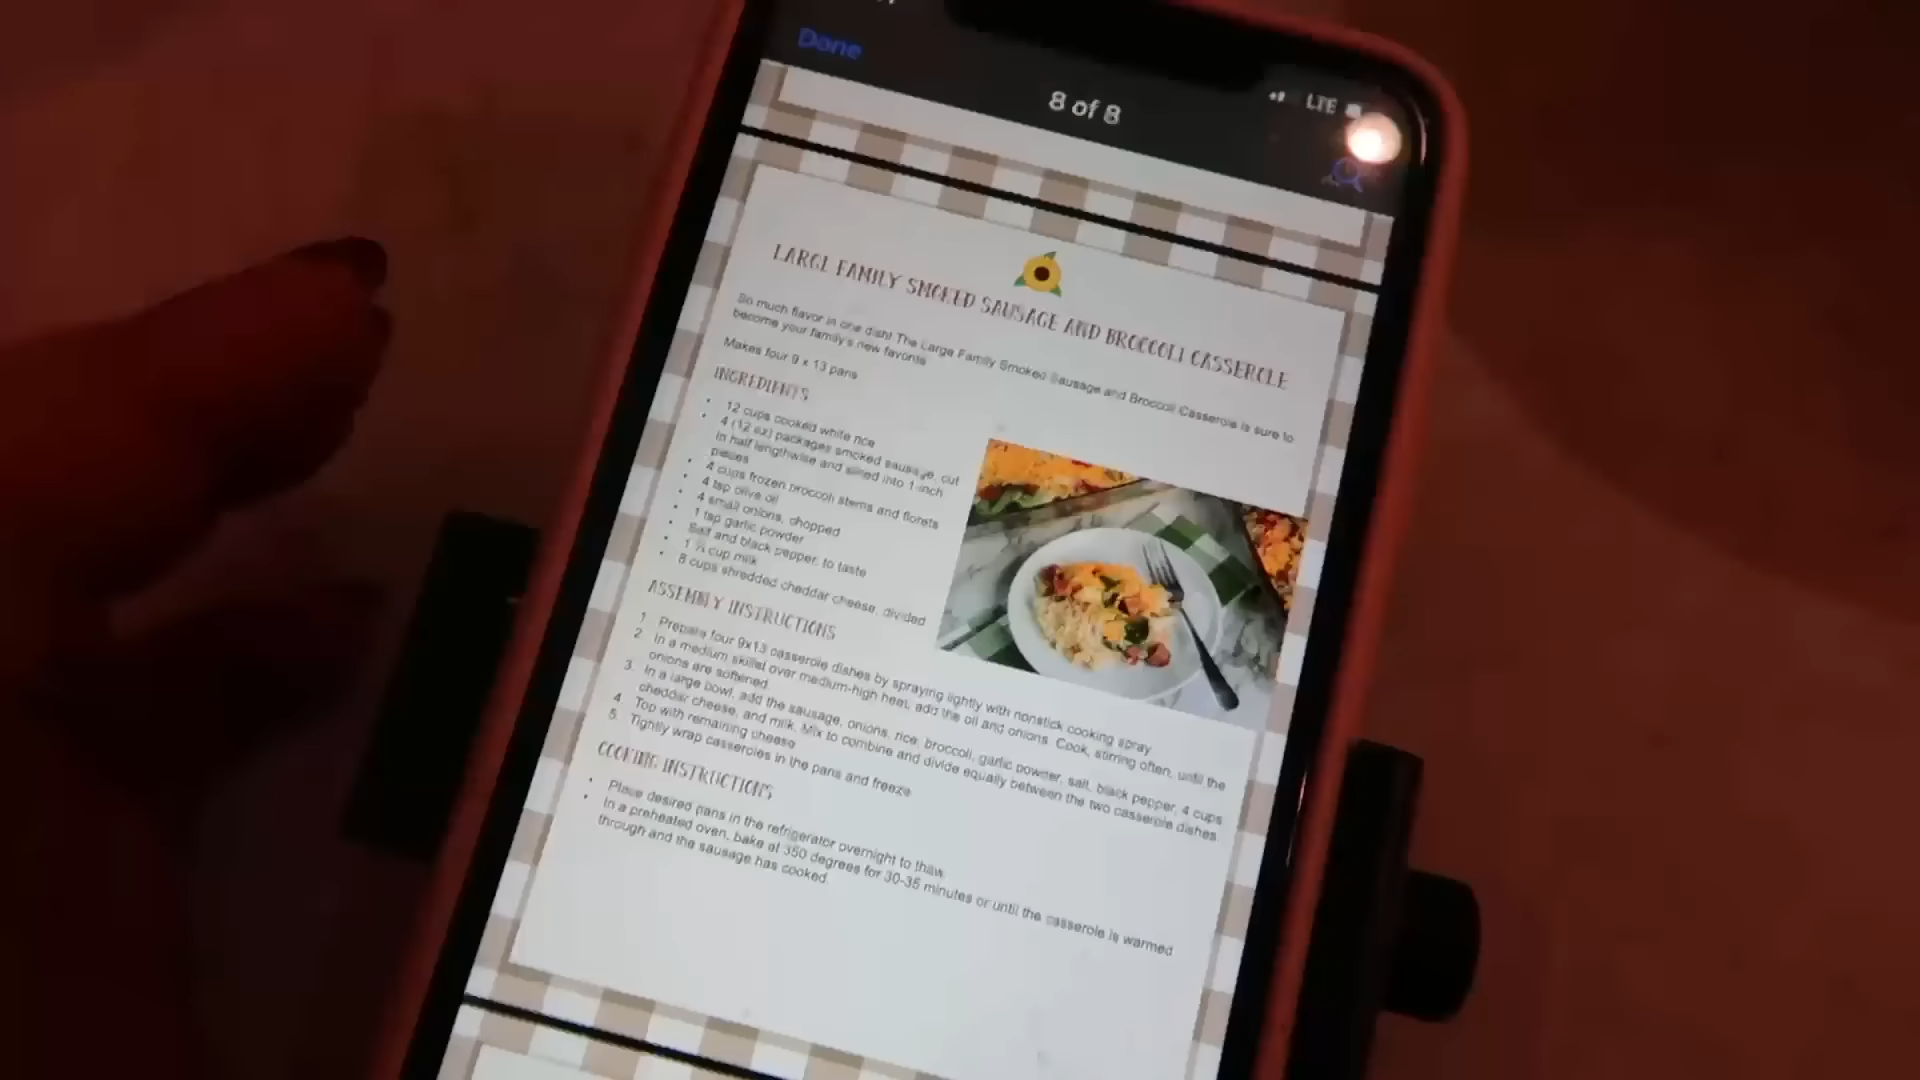 Done
LTE
8 of 8
LARGE FAMILY SMOKED SAUSAGE AND BROCCOLI CASSEROLE
So much flavor in one dish! The Large Family Smoked Sausage and Broccoli Casserole is sure to
become your family's new favorite
Makes four 9 x 13 pans
INGREDIENTS
• 12 cups cooked white rice
• 4 (12 oz) packages smoked sausage, cut
in half lengthwise and sliced into 1-inch
pieces
• 4 cups frozen broccoli stems and florets
• 4 tsp olive oil
• 4 small onions, chopped
• 1 tsp garlic powder
• Salt and black pepper, to taste
• 1 cup milk
• 8 cups shredded cheddar cheese, divided
ASSEMBLY INSTRUCTIONS
1. Prepare four 9x13 casserole dishes by spraying lightly with nonstick cooking spray
2. In a medium skillet over medium-high heat, add the oil and onions. Cook, stirring often, until the
onions are softened.
3. In a large bowl, add the sausage, onions, rice, broccoli, garlic powder, salt, black pepper, 4 cups
cheddar cheese, and milk. Mix to combine and divide equally between the two casserole dishes.
4. Top with remaining cheese
5. Tightly wrap casseroles in the pans and freeze
COOKING INSTRUCTIONS
• Place desired pans in the refrigerator overnight to thaw.
• In a preheated oven, bake at 350 degrees for 30-35 minutes or until the casserole is warmed
through and the sausage has cooked.